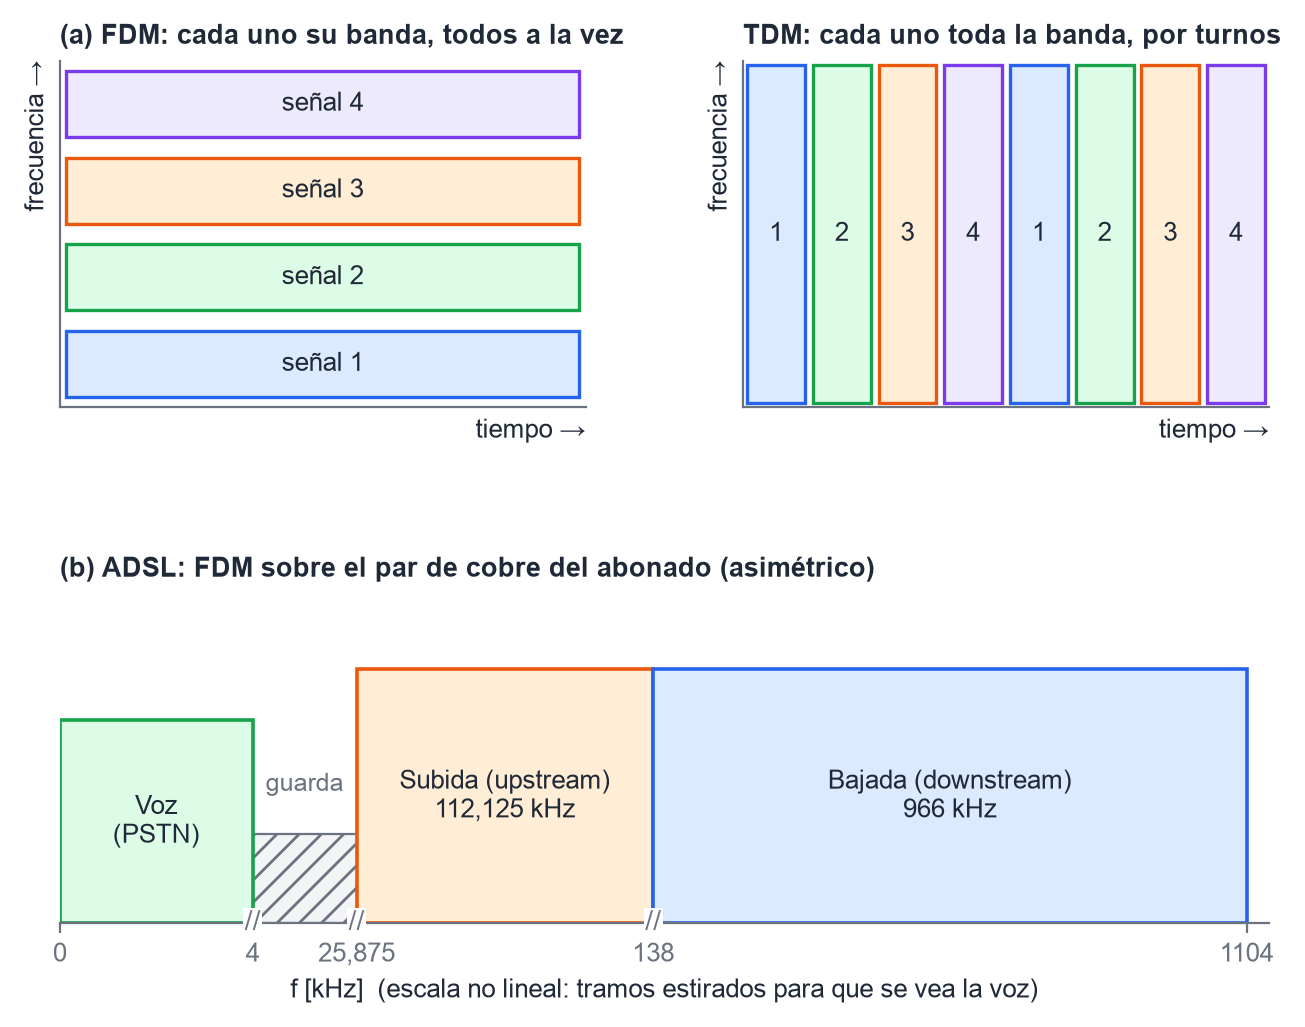 (a) FDM: cada uno su banda, todos a la vez
frecuencia →
señal 4
señal 3
señal 2
señal 1
tiempo →
TDM: cada uno toda la banda, por turnos
frecuencia →
1 2 3 4 1 2 3 4
tiempo →
(b) ADSL: FDM sobre el par de cobre del abonado (asimétrico)
Voz
(PSTN)
guarda
Subida (upstream)
112,125 kHz
Bajada (downstream)
966 kHz
// // //
0 4 25,875 138 1104
f [kHz] (escala no lineal: tramos estirados para que se vea la voz)